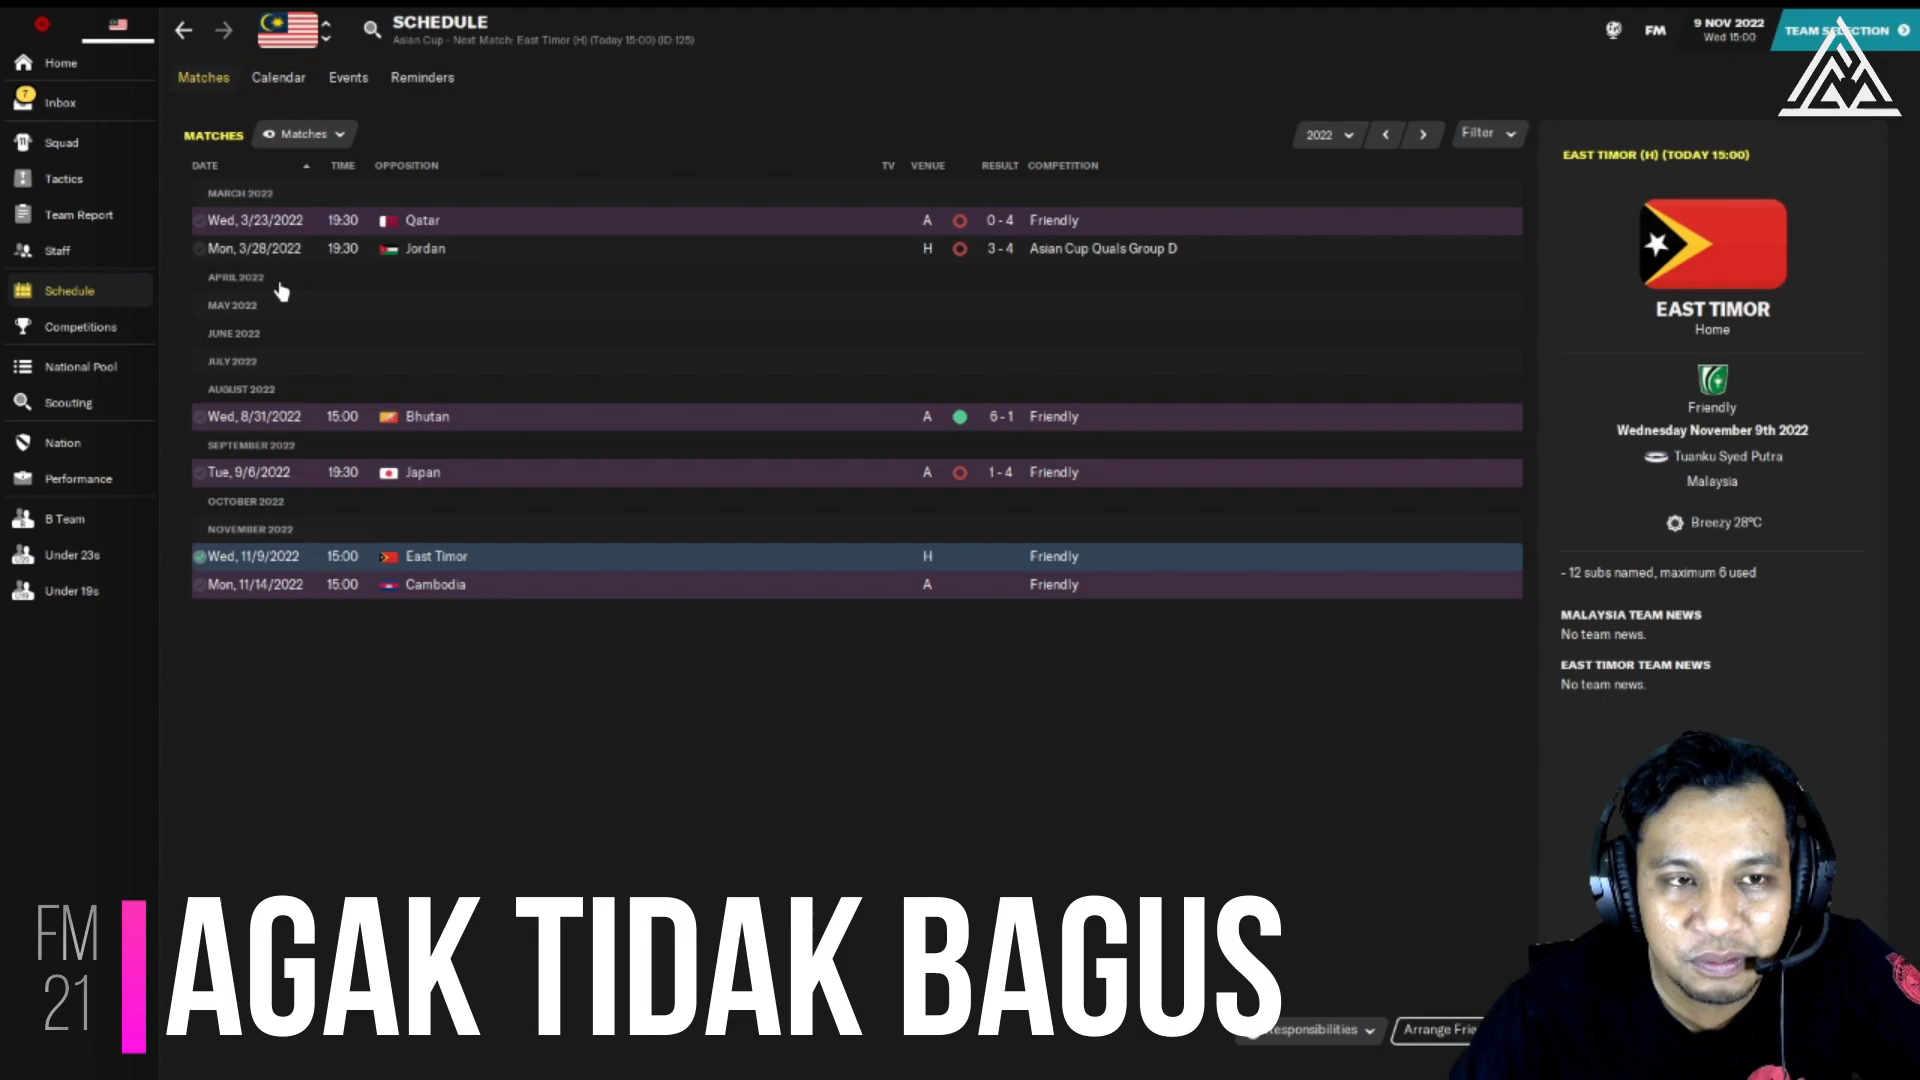 SCHEDULE
Asian Cup - Next Match: East Timor (H) (Today 15:00) (ID:125)
FM
9 NOV 2022
Wed 15:00
TEAM SELECTION
Home
7
Inbox
Squad
Tactics
Team Report
Staff
Schedule
Competitions
National Pool
Scouting
Nation
Performance
B Team
Under 23s
Under 19s
Matches Calendar Events Reminders
MATCHES Matches 2022 Filter
DATE TIME OPPOSITION TV VENUE RESULT COMPETITION
MARCH 2022
Wed, 3/23/2022 19:30 Qatar A 0 - 4 Friendly
Mon, 3/28/2022 19:30 Jordan H 3 - 4 Asian Cup Quals Group D
APRIL 2022
MAY 2022
JUNE 2022
JULY 2022
AUGUST 2022
Wed, 8/31/2022 15:00 Bhutan A 6 - 1 Friendly
SEPTEMBER 2022
Tue, 9/6/2022 19:30 Japan A 1 - 4 Friendly
OCTOBER 2022
NOVEMBER 2022
Wed, 11/9/2022 15:00 East Timor H Friendly
Mon, 11/14/2022 15:00 Cambodia A Friendly
EAST TIMOR (H) (TODAY 15:00)
EAST TIMOR
Home
Friendly
Wednesday November 9th 2022
Tuanku Syed Putra
Malaysia
Breezy 28°C
- 12 subs named, maximum 6 used
MALAYSIA TEAM NEWS
No team news.
EAST TIMOR TEAM NEWS
No team news.
FM
21
AGAK TIDAK BAGUS
esponsibilities
Arrange Frie